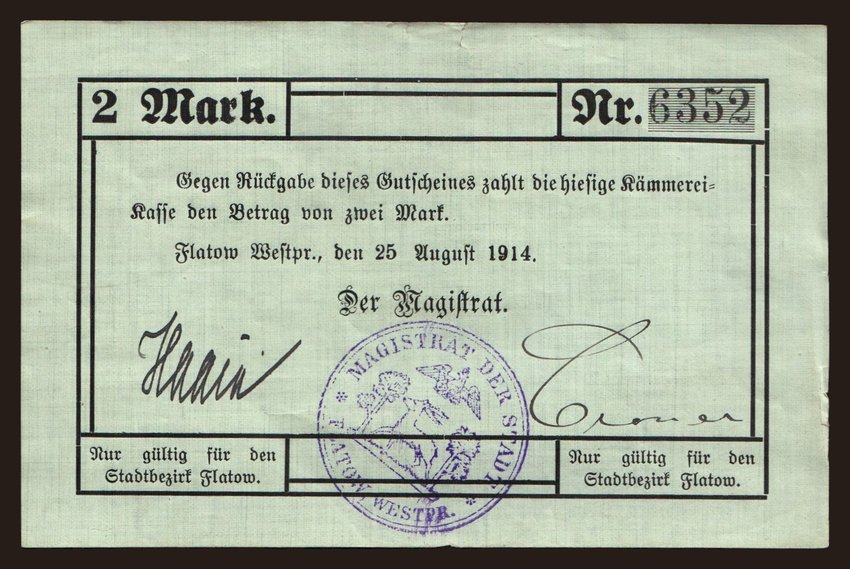 2 Mark.
Nr. 6352
Gegen Rückgabe dieses Gutscheines zahlt die hiesige Kämmerei-
Kasse den Betrag von zwei Mark.
Flatow Westpr., den 25 August 1914.
Der Magistrat.
MAGISTRAT DER STADT
FLATOW, WESTPR.
Nur gültig für den
Stadtbezirk Flatow.
Nur gültig für den
Stadtbezirk Flatow.